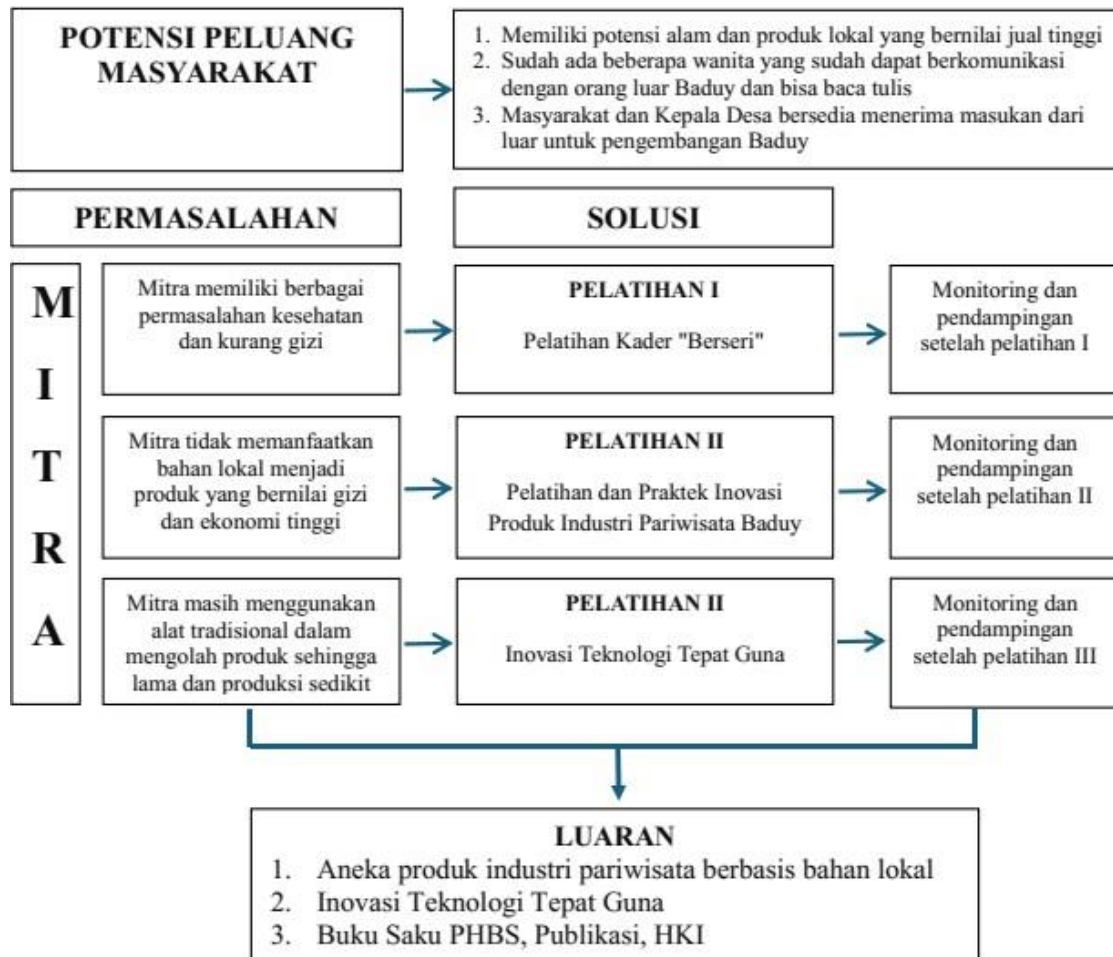 POTENSI PELUANG
MASYARAKAT
1. Memiliki potensi alam dan produk lokal yang bernilai jual tinggi
2. Sudah ada beberapa wanita yang sudah dapat berkomunikasi
dengan orang luar Baduy dan bisa baca tulis
3. Masyarakat dan Kepala Desa bersedia menerima masukan dari
luar untuk pengembangan Baduy
PERMASALAHAN
SOLUSI
M
I
T
R
A
Mitra memiliki berbagai
permasalahan kesehatan
dan kurang gizi
PELATIHAN I
Pelatihan Kader "Berseri"
Monitoring dan
pendampingan
setelah pelatihan I
Mitra tidak memanfaatkan
bahan lokal menjadi
produk yang bernilai gizi
dan ekonomi tinggi
PELATIHAN II
Pelatihan dan Praktek Inovasi
Produk Industri Pariwisata Baduy
Monitoring dan
pendampingan
setelah pelatihan II
Mitra masih menggunakan
alat tradisional dalam
mengolah produk sehingga
lama dan produksi sedikit
PELATIHAN II
Inovasi Teknologi Tepat Guna
Monitoring dan
pendampingan
setelah pelatihan III
LUARAN
1. Aneka produk industri pariwisata berbasis bahan lokal
2. Inovasi Teknologi Tepat Guna
3. Buku Saku PHBS, Publikasi, HKI